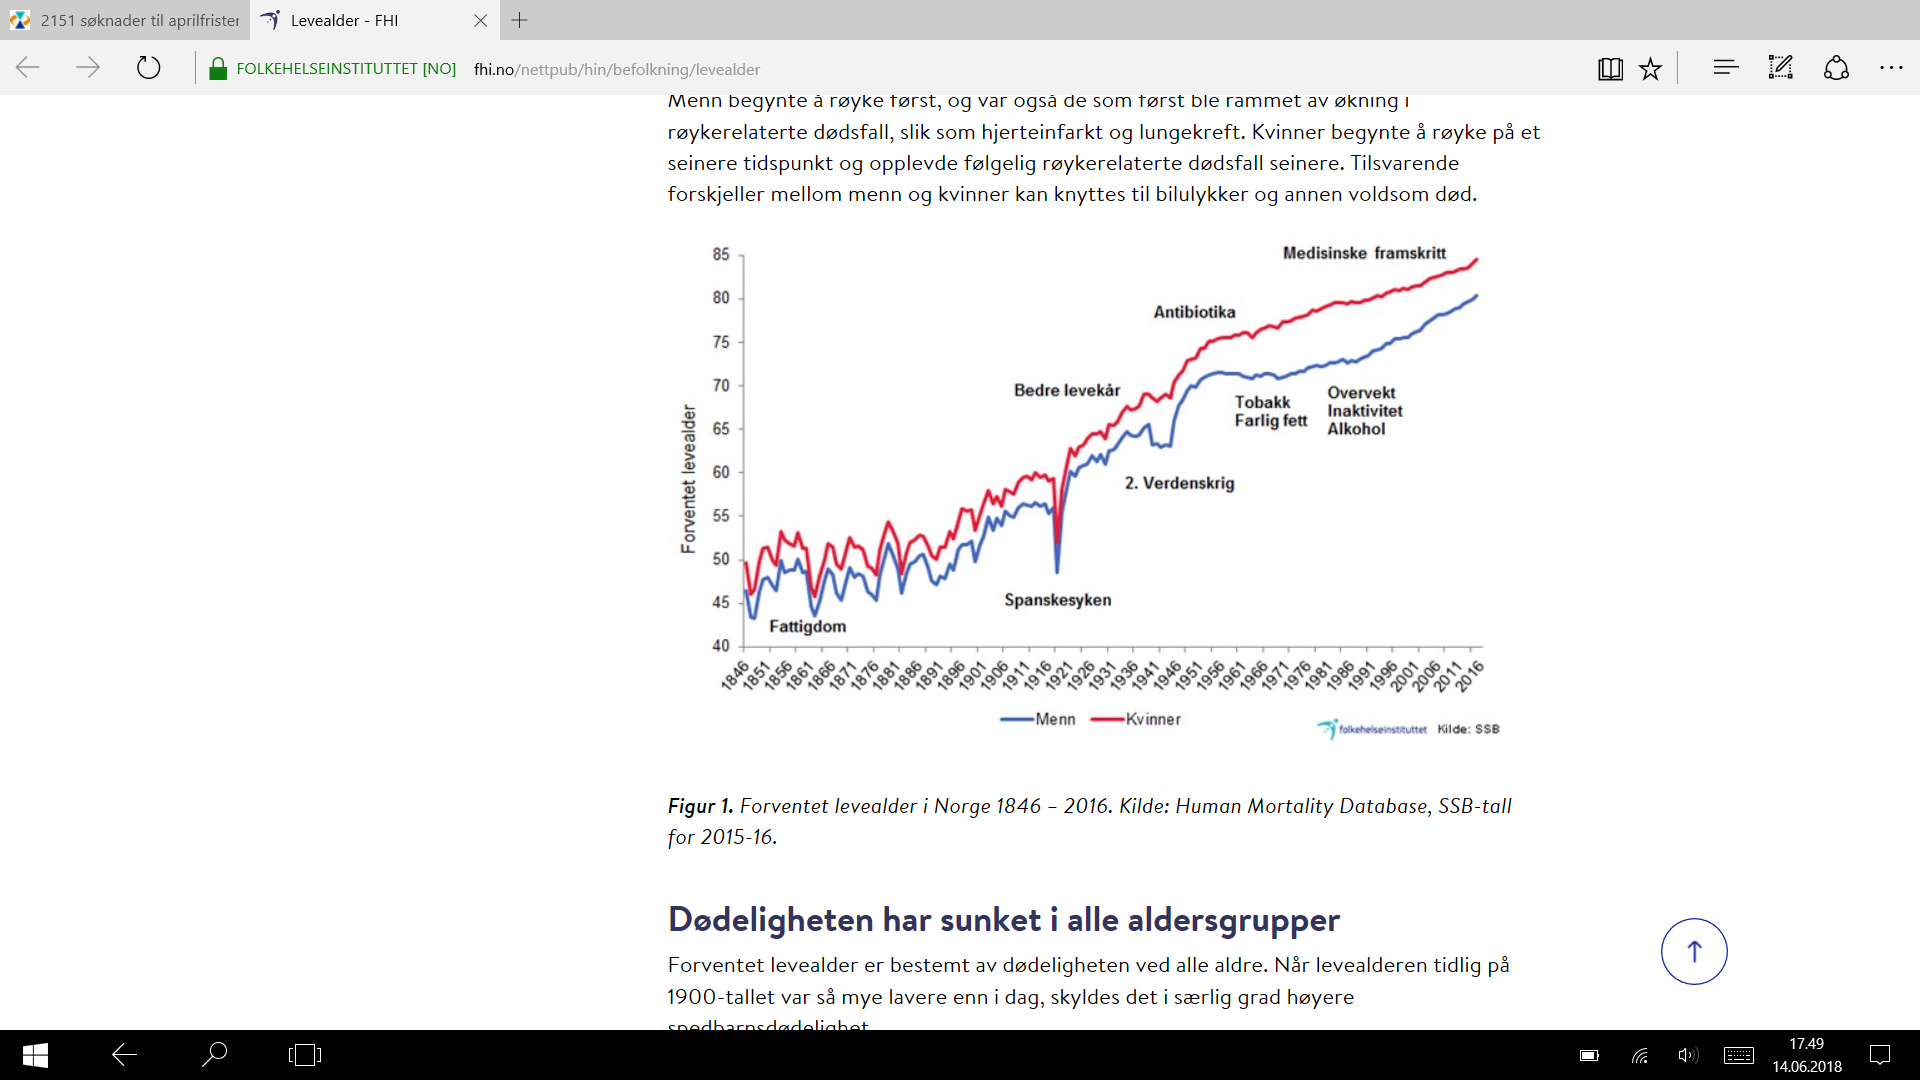 2151 søknader til aprilfrister
Levealder - FHI
FOLKEHELSEINSTITUTTET [NO]
fhi.no/nettpub/hin/befolkning/levealder
Menn begynte å røyke først, og var også de som først ble rammet av økning i
røykerelaterte dødsfall, slik som hjerteinfarkt og lungekreft. Kvinner begynte å røyke på et
seinere tidspunkt og opplevde følgelig røykerelaterte dødsfall seinere. Tilsvarende
forskjeller mellom menn og kvinner kan knyttes til bilulykker og annen voldsom død.
Forventet levealder
85
80
75
70
65
60
55
50
45
40
Medisinske framskritt
Antibiotika
Bedre levekår
Tobakk
Farlig fett
Overvekt
Inaktivitet
Alkohol
2. Verdenskrig
Spanskesyken
Fattigdom
1846 1851 1856 1861 1866 1871 1876 1881 1886 1891 1896 1901 1906 1911 1916 1921 1926 1931 1936 1941 1946 1951 1956 1961 1966 1971 1976 1981 1986 1991 1996 2001 2006 2011 2016
Menn Kvinner
folkehelseinstituttet Kilde: SSB
Figur 1. Forventet levealder i Norge 1846 – 2016. Kilde: Human Mortality Database, SSB-tall
for 2015-16.
Dødeligheten har sunket i alle aldersgrupper
Forventet levealder er bestemt av dødeligheten ved alle aldre. Når levealderen tidlig på
1900-tallet var så mye lavere enn i dag, skyldes det i særlig grad høyere
spedbarnsdødelighet.
17.49
14.06.2018